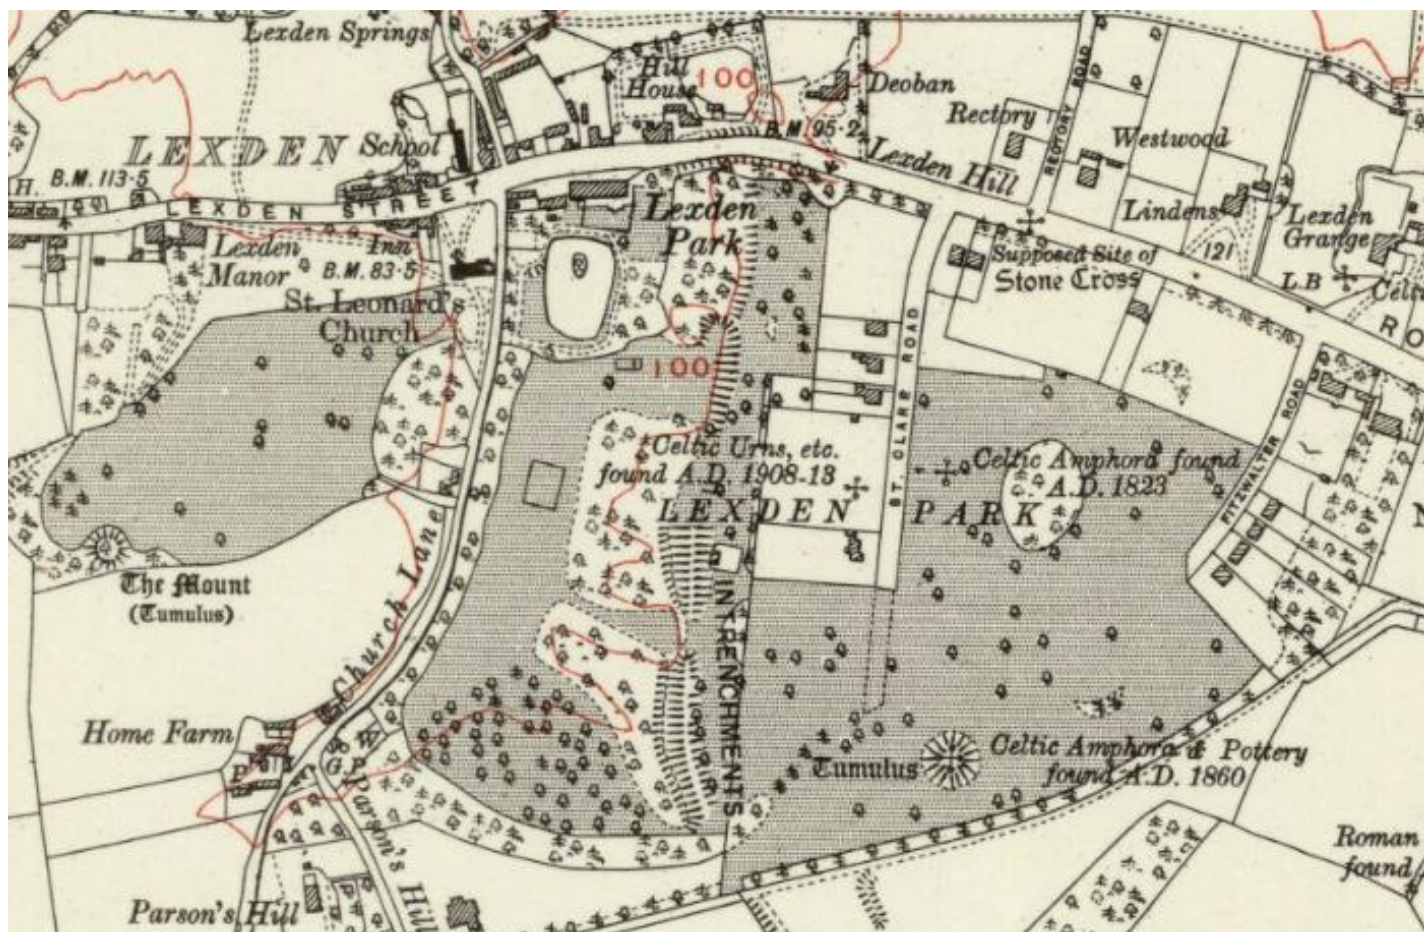 Lexden Springs
Hill
House
100
Deoban
Rectory
RECTORY ROAD
Westwood
LEXDEN
School
B.M. 95·2
Lexden Hill
H.
B.M. 113·5
LEXDEN STREET
Lexden
Park
Lindens
Lexden
Grange
Lexden
Manor
Inn
B.M. 83·5
Supposed Site of
Stone Cross
121
L.B
St. Leonard's
Church
100
ST. CLARE ROAD
FITZWALTER ROAD
Celtic Urns, etc.
found A.D. 1908-13
Celtic Amphora found
A.D. 1823
LEXDEN PARK
The Mount
(Tumulus)
Church Lane
INTRENCHMENTS
Home Farm
P
W
G.P.
Tumulus
Celtic Amphora & Pottery
found A.D. 1860
Parson's Hill
Roman
found
Parson's Hill